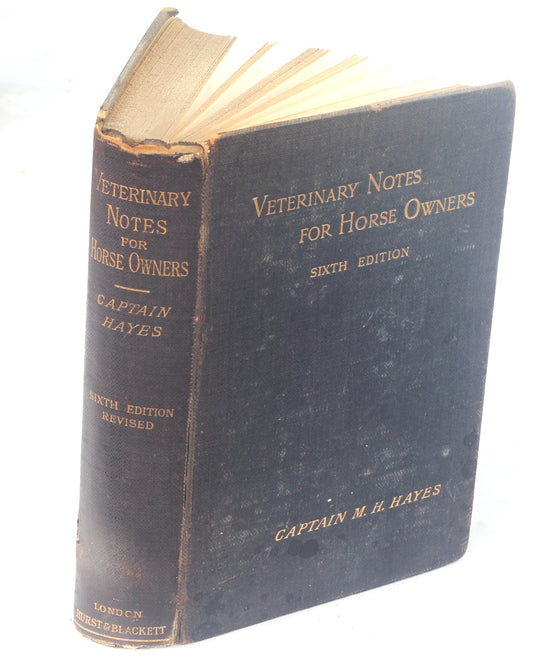 VETERINARY
NOTES
FOR
HORSE OWNERS
CAPTAIN
HAYES
SIXTH EDITION
REVISED
LONDON
HURST & BLACKETT
VETERINARY NOTES
FOR HORSE OWNERS
SIXTH EDITION
CAPTAIN M. H. HAYES